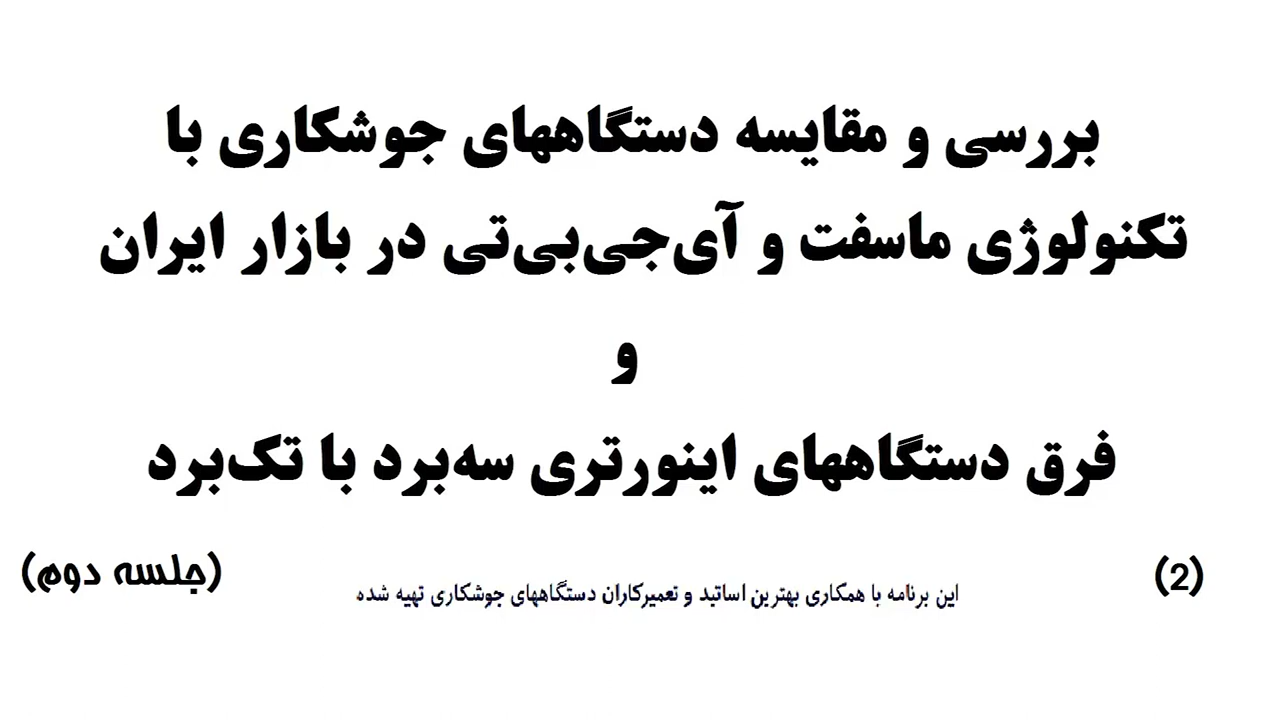 بررسی و مقایسه دستگاههای جوشکاری با
تکنولوژی ماسفت و آی‌جی‌بی‌تی در بازار ایران
و
فرق دستگاههای اینورتری سه‌برد با تک‌برد
(2)
این برنامه با همکاری بهترین اساتید و تعمیرکاران دستگاههای جوشکاری تهیه شده
(جلسه دوم)